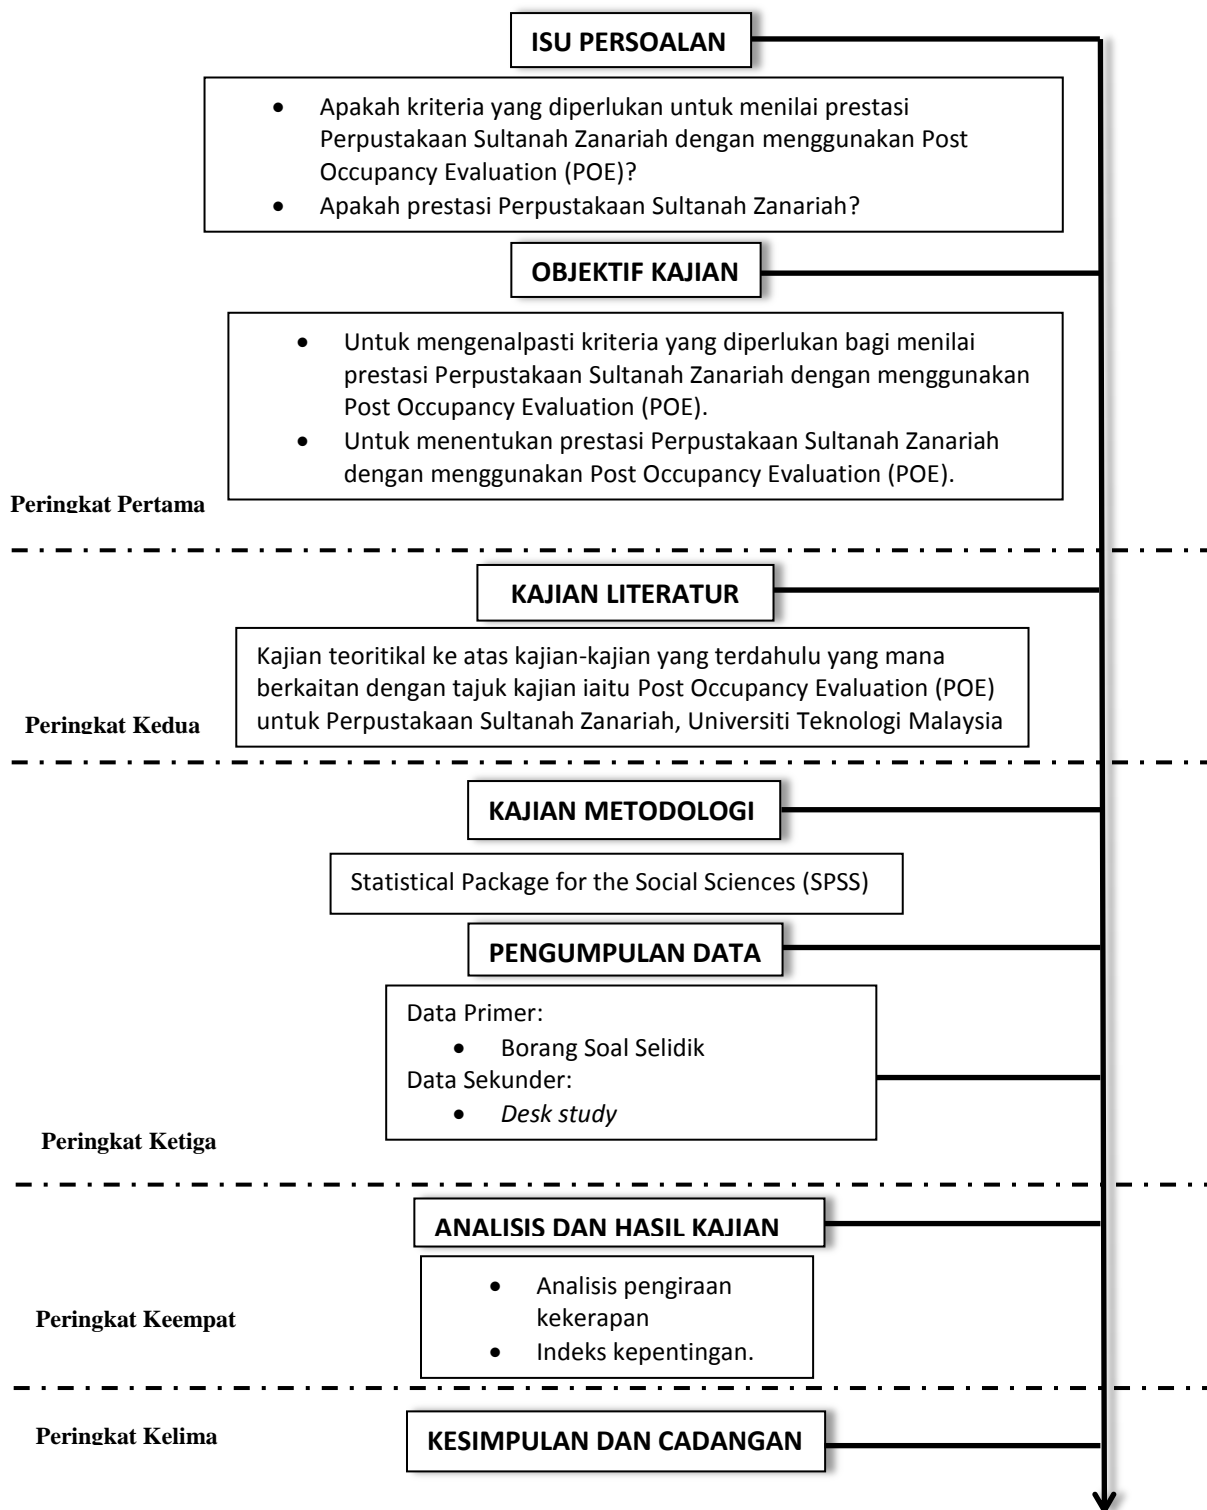 ISU PERSOALAN
• Apakah kriteria yang diperlukan untuk menilai prestasi
Perpustakaan Sultanah Zanariah dengan menggunakan Post
Occupancy Evaluation (POE)?
• Apakah prestasi Perpustakaan Sultanah Zanariah?
OBJEKTIF KAJIAN
• Untuk mengenalpasti kriteria yang diperlukan bagi menilai
prestasi Perpustakaan Sultanah Zanariah dengan menggunakan
Post Occupancy Evaluation (POE).
• Untuk menentukan prestasi Perpustakaan Sultanah Zanariah
dengan menggunakan Post Occupancy Evaluation (POE).
Peringkat Pertama
KAJIAN LITERATUR
Kajian teoritikal ke atas kajian-kajian yang terdahulu yang mana
berkaitan dengan tajuk kajian iaitu Post Occupancy Evaluation (POE)
untuk Perpustakaan Sultanah Zanariah, Universiti Teknologi Malaysia
Peringkat Kedua
KAJIAN METODOLOGI
Statistical Package for the Social Sciences (SPSS)
PENGUMPULAN DATA
Data Primer:
• Borang Soal Selidik
Data Sekunder:
• Desk study
Peringkat Ketiga
ANALISIS DAN HASIL KAJIAN
• Analisis pengiraan
kekerapan
• Indeks kepentingan.
Peringkat Keempat
Peringkat Kelima
KESIMPULAN DAN CADANGAN